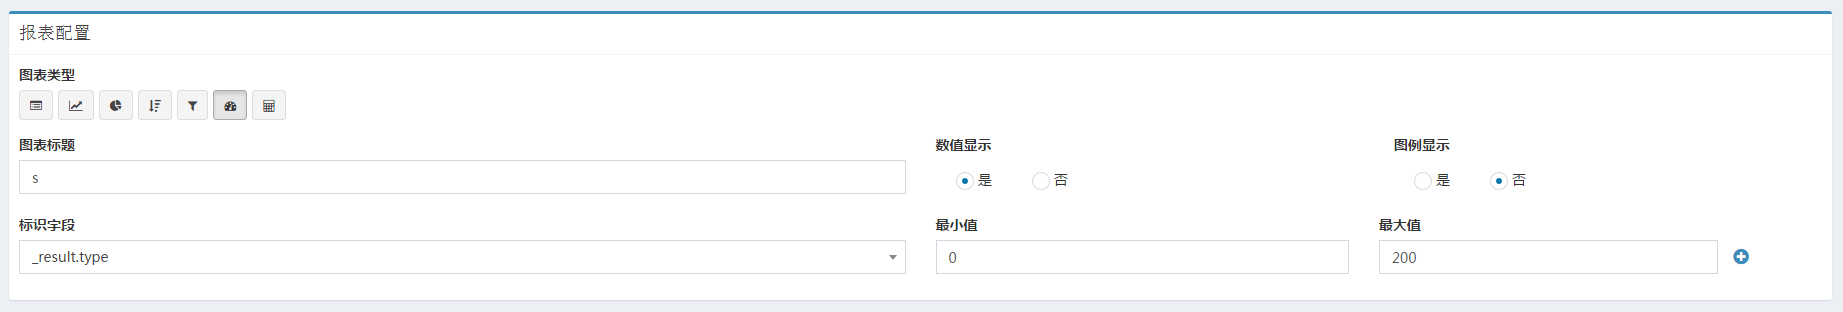 报表配置
图表类型
图表标题 数值显示 图例显示
s 是 否 是 否
标识字段 最小值 最大值
_result.type 0 200